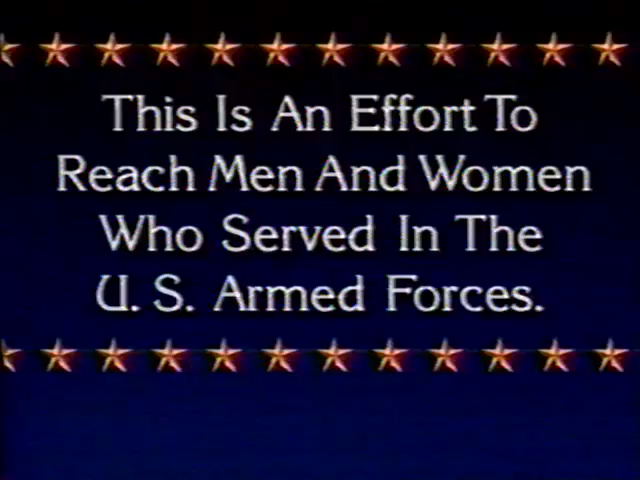 This Is An Effort To
Reach Men And Women
Who Served In The
U. S. Armed Forces.